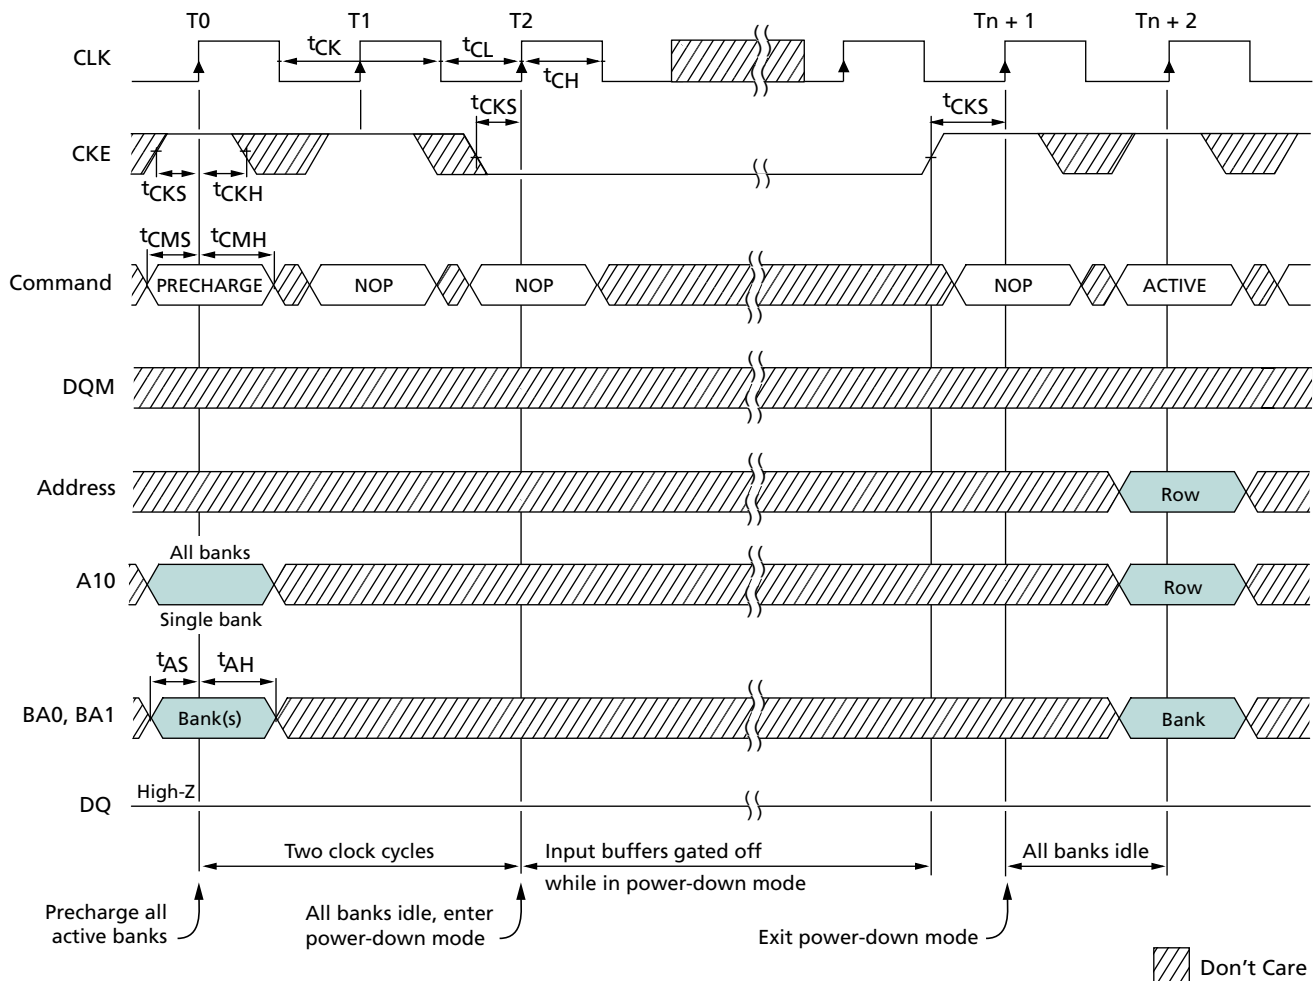 T0 T1 T2 Tn + 1 Tn + 2
CLK
tCK tCL
tCH
tCKS tCKS
CKE
tCKS tCKH
tCMS tCMH
Command PRECHARGE NOP NOP NOP ACTIVE
DQM
Address Row
All banks
A10 Row
Single bank
tAS tAH
BA0, BA1 Bank(s) Bank
High-Z
DQ
Two clock cycles
Input buffers gated off
while in power-down mode
All banks idle
Precharge all
active banks
All banks idle, enter
power-down mode
Exit power-down mode
Don't Care